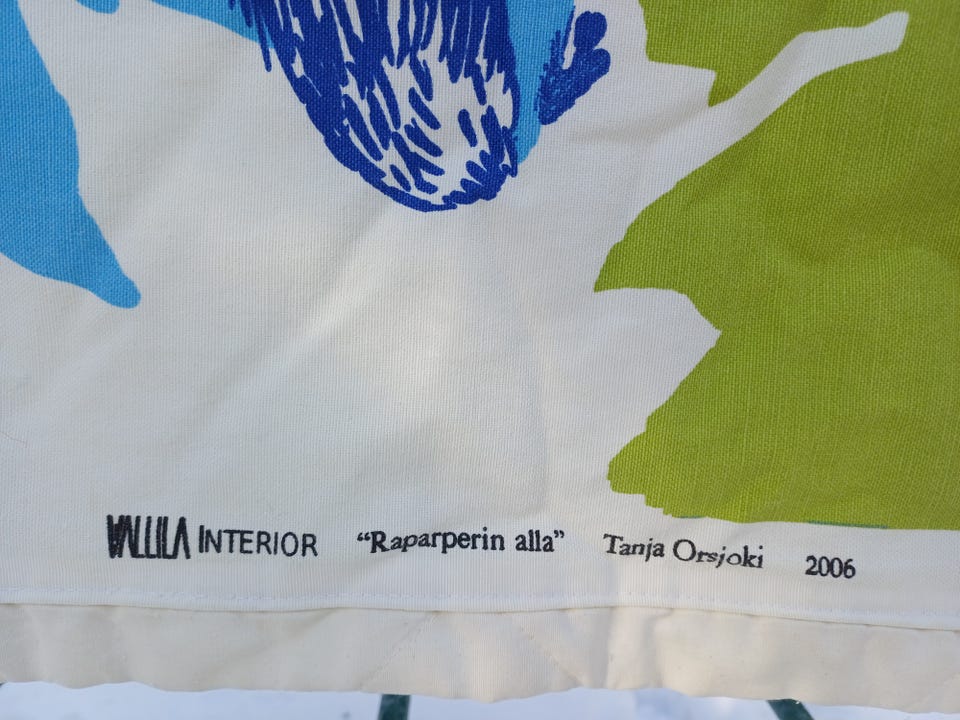 VALLILA INTERIOR “Raparperin alla” Tanja Orsjoki 2006